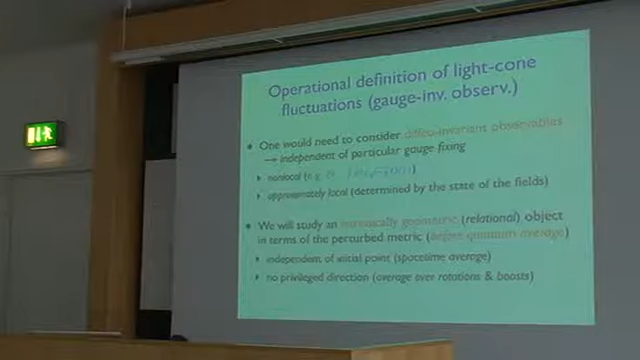 Operational definition of light-cone
fluctuations (gauge-inv. observ.)
• One would need to consider diffeo-invariant observables
→ independent of particular gauge fixing
‣ nonlocal (e.g.
‣ approximately local (determined by the state of the fields)
• We will study an intrinsically geometric (relational) object
in terms of the perturbed metric (before quantum average)
‣ independent of initial point (spacetime average)
‣ no privileged direction (average over rotations & boosts)